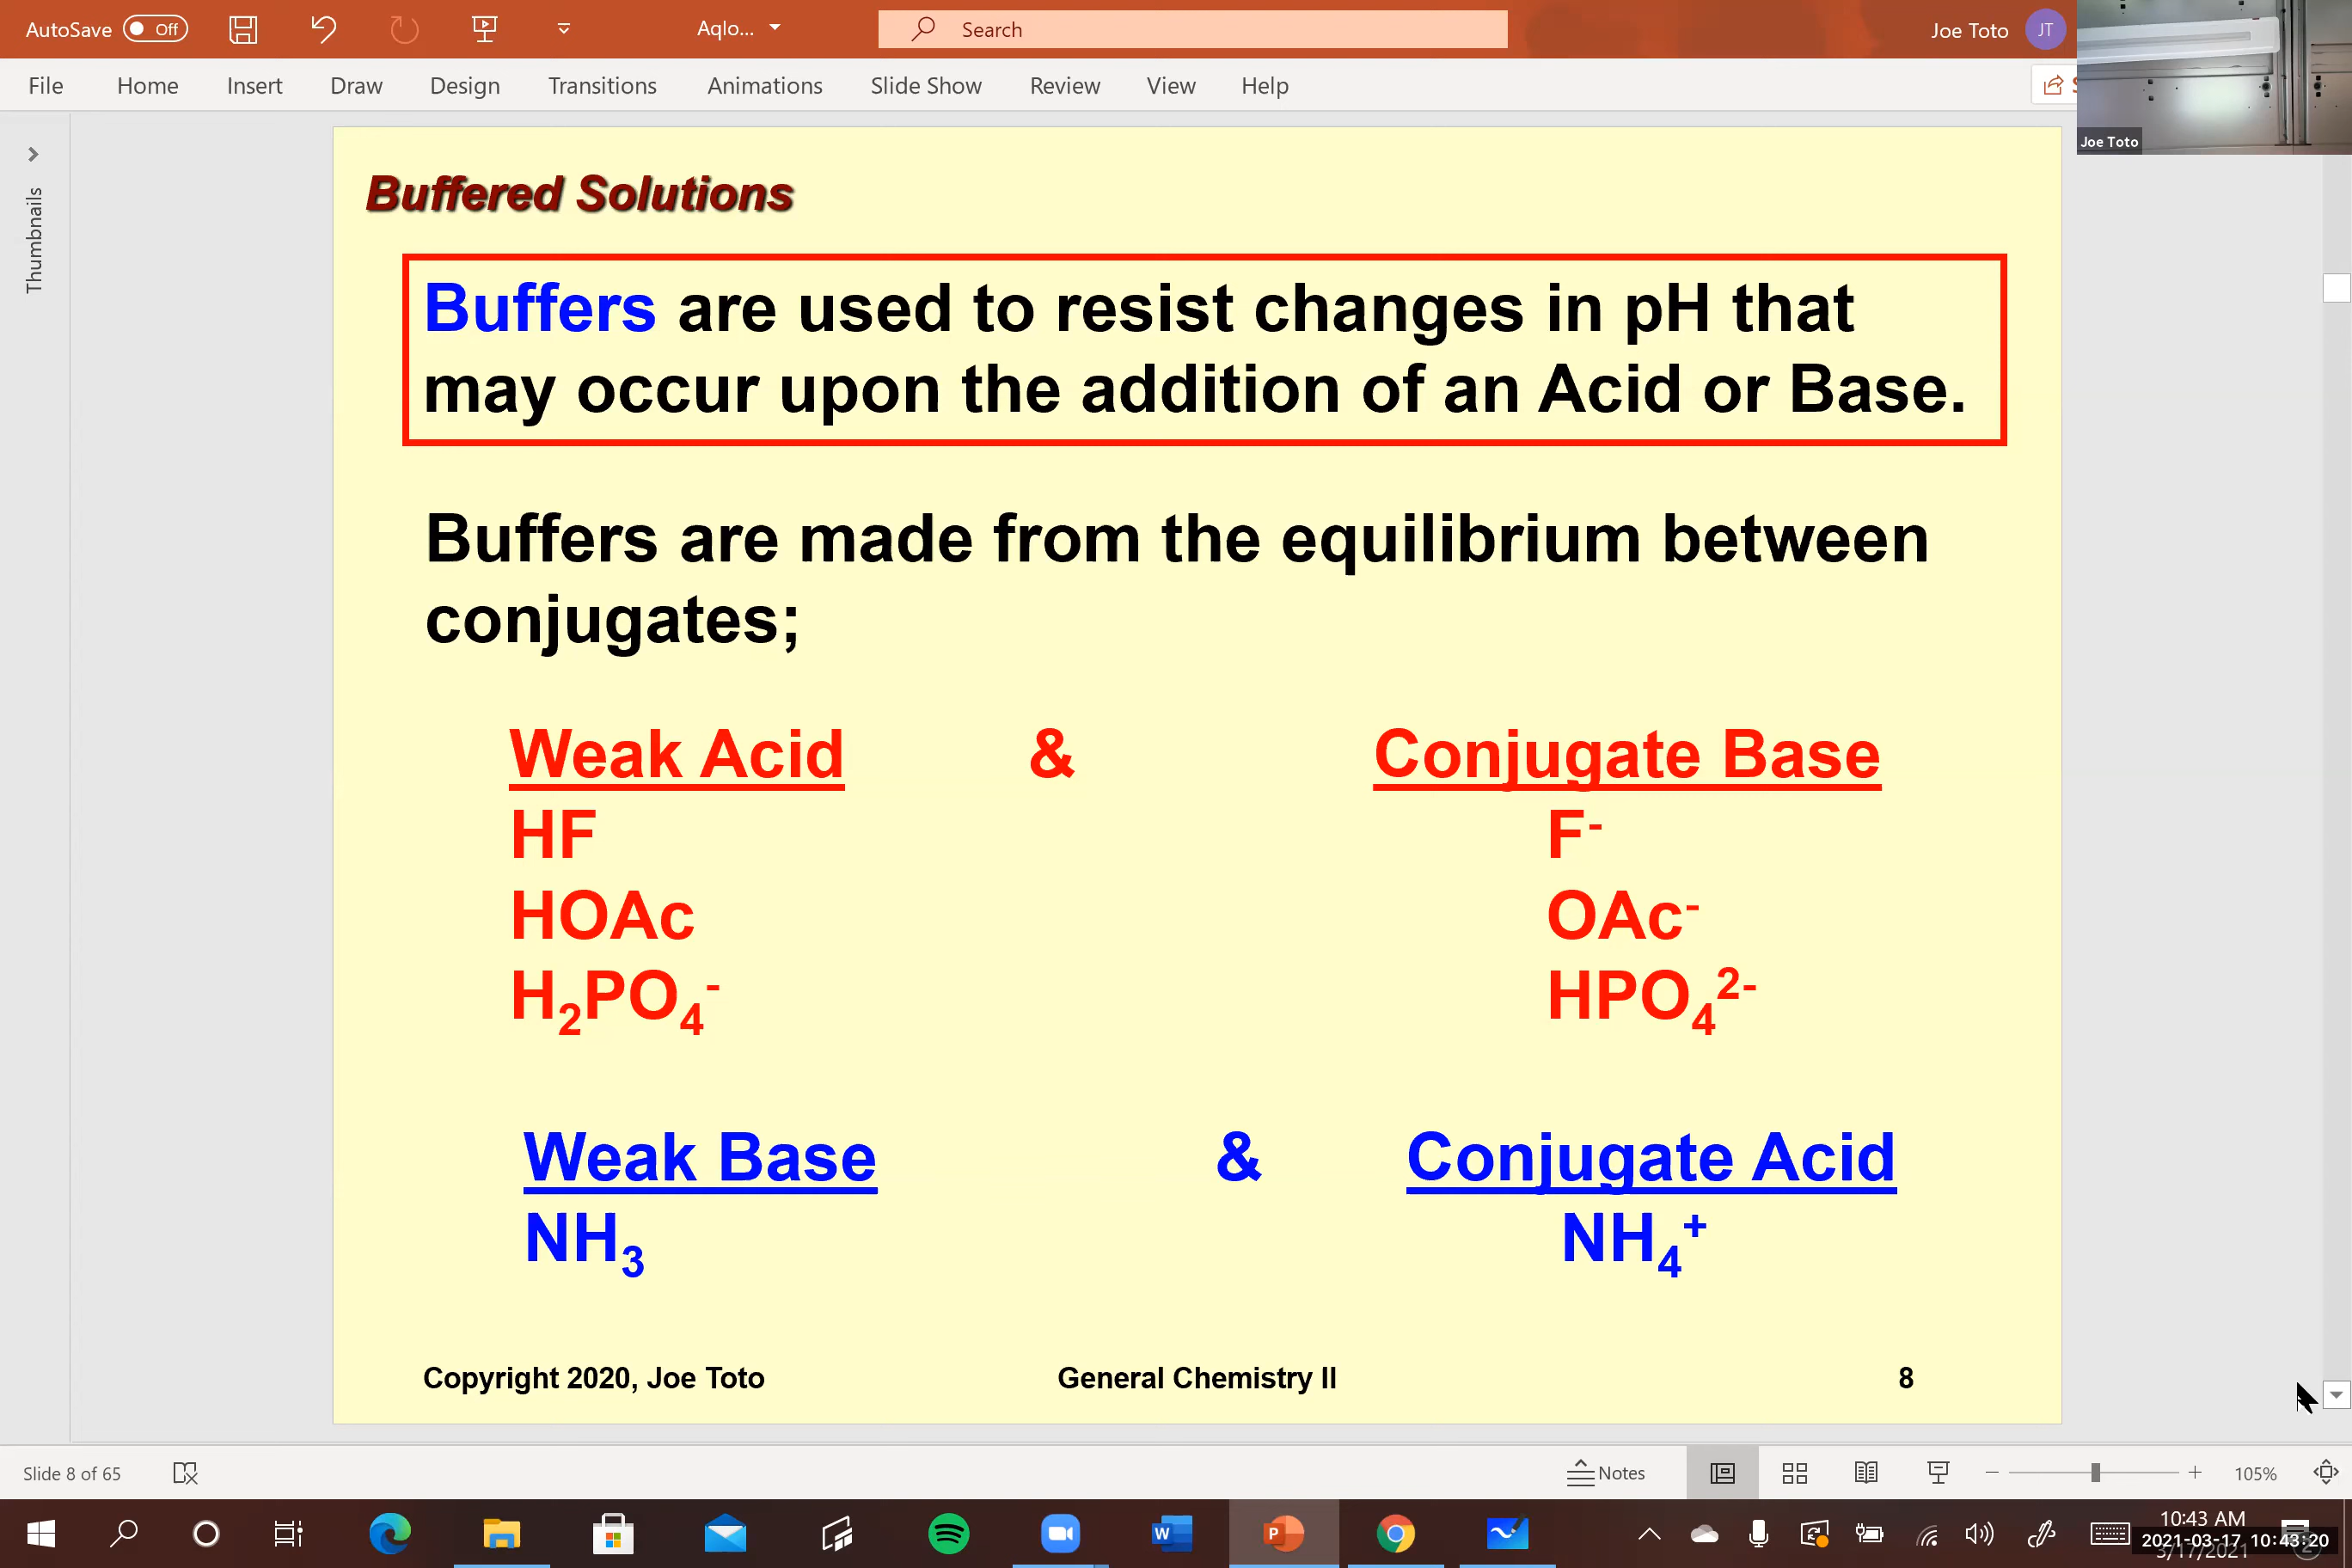 AutoSave Off Aqlo... Search Joe Toto JT
File Home Insert Draw Design Transitions Animations Slide Show Review View Help
Joe Toto
Thumbnails
Buffered Solutions
Buffers are used to resist changes in pH that
may occur upon the addition of an Acid or Base.
Buffers are made from the equilibrium between
conjugates;
Weak Acid & Conjugate Base
HF F⁻
HOAc OAc⁻
H₂PO₄⁻ HPO₄²⁻
Weak Base & Conjugate Acid
NH₃ NH₄⁺
Copyright 2020, Joe Toto General Chemistry II 8
Slide 8 of 65 Notes 105%
W P 10:43 AM
2021-03-17 10:43:20
3/17/2021